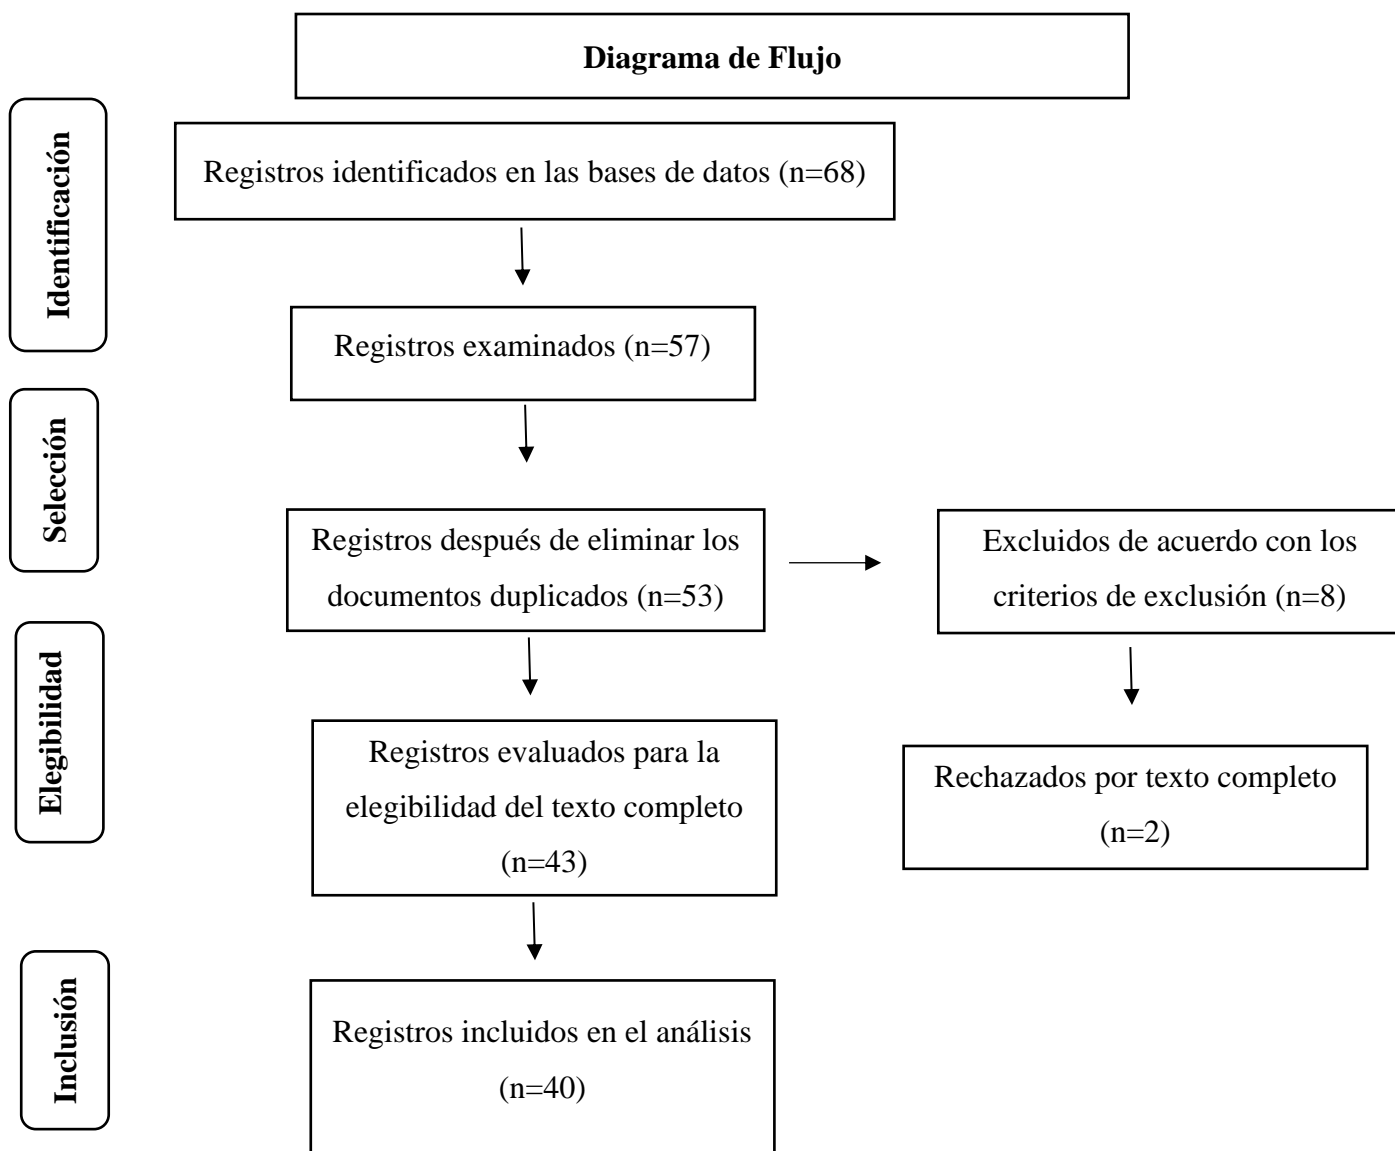 Diagrama de Flujo
Identificación
Registros identificados en las bases de datos (n=68)
Registros examinados (n=57)
Selección
Registros después de eliminar los
documentos duplicados (n=53)
Excluidos de acuerdo con los
criterios de exclusión (n=8)
Elegibilidad
Registros evaluados para la
elegibilidad del texto completo
(n=43)
Rechazados por texto completo
(n=2)
Inclusión
Registros incluidos en el análisis
(n=40)